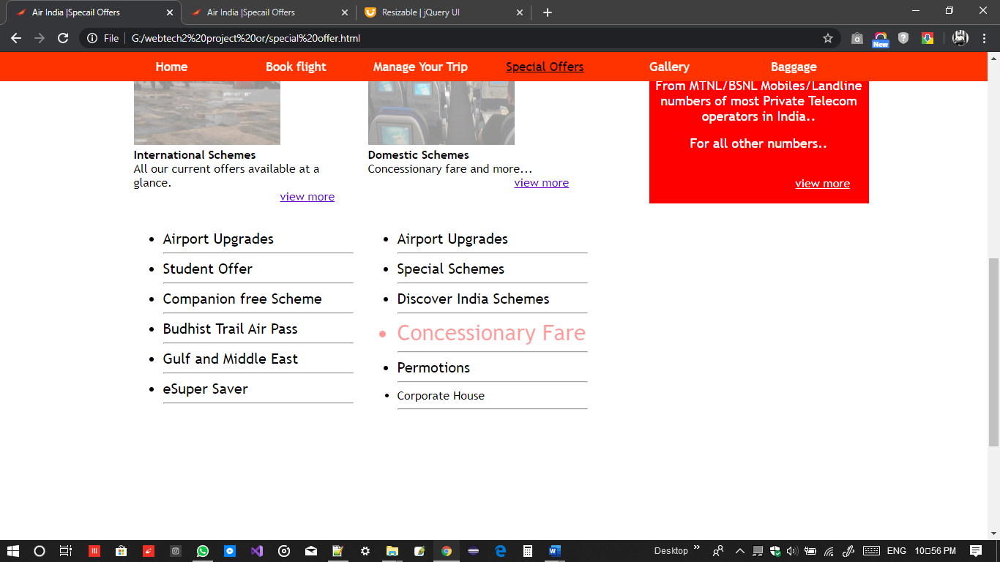 Air India |Specail Offers
Air India |Specail Offers
Resizable | jQuery UI
File
G:/webtech2%20project%20or/special%20offer.html
New
Home
Book flight
Manage Your Trip
Special Offers
Gallery
Baggage
From MTNL/BSNL Mobiles/Landline
numbers of most Private Telecom
operators in India..
For all other numbers..
view more
International Schemes
All our current offers available at a
glance.
view more
Domestic Schemes
Concessionary fare and more...
view more
Airport Upgrades
Student Offer
Companion free Scheme
Budhist Trail Air Pass
Gulf and Middle East
eSuper Saver
Airport Upgrades
Special Schemes
Discover India Schemes
Concessionary Fare
Permotions
Corporate House
Desktop
ENG
10▯56 PM